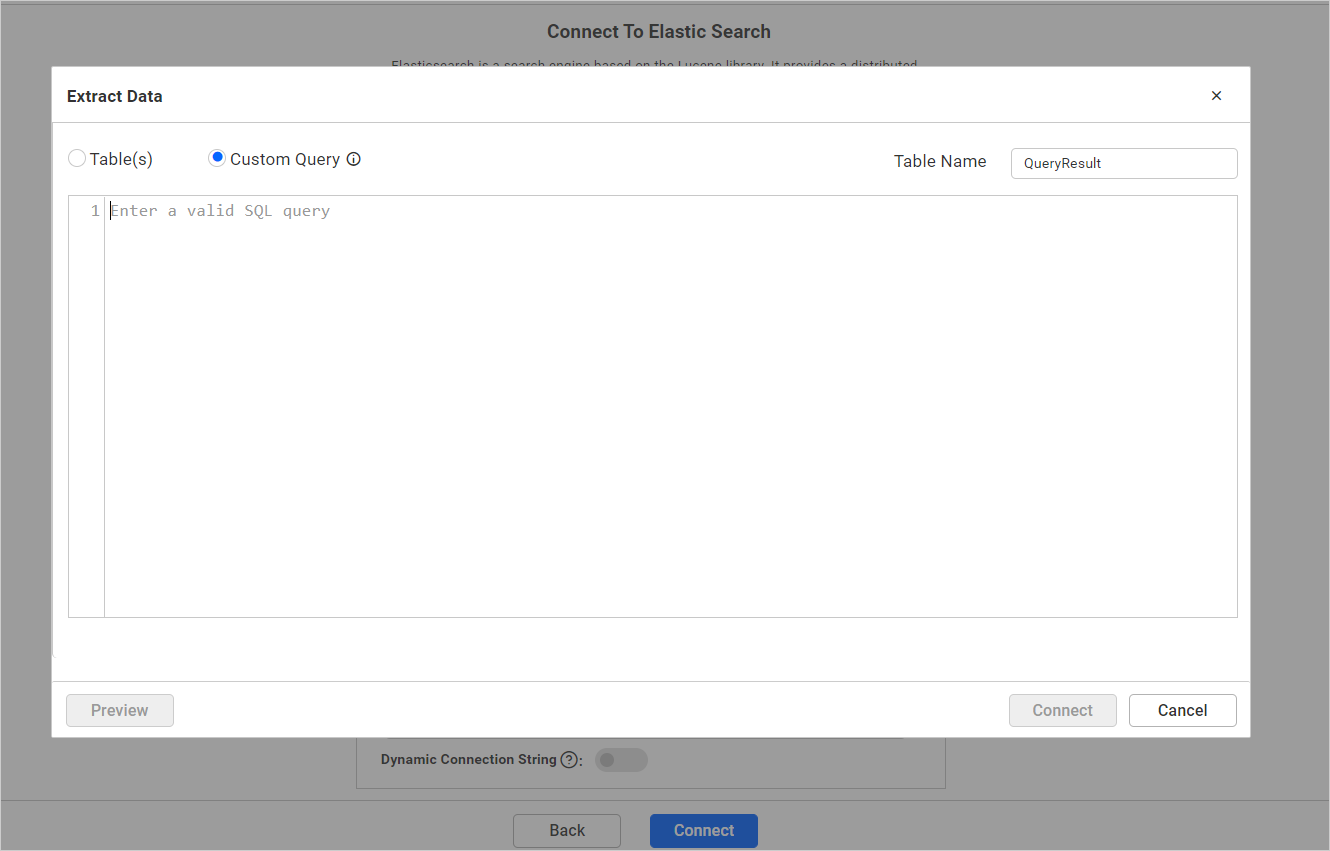 Connect To Elastic Search
Elasticsearch is a search engine based on the Lucene library. It provides a distributed
Extract Data
Table(s)
Custom Query
Table Name
QueryResult
1
Enter a valid SQL query
Preview
Connect
Cancel
Dynamic Connection String ? :
Back
Connect